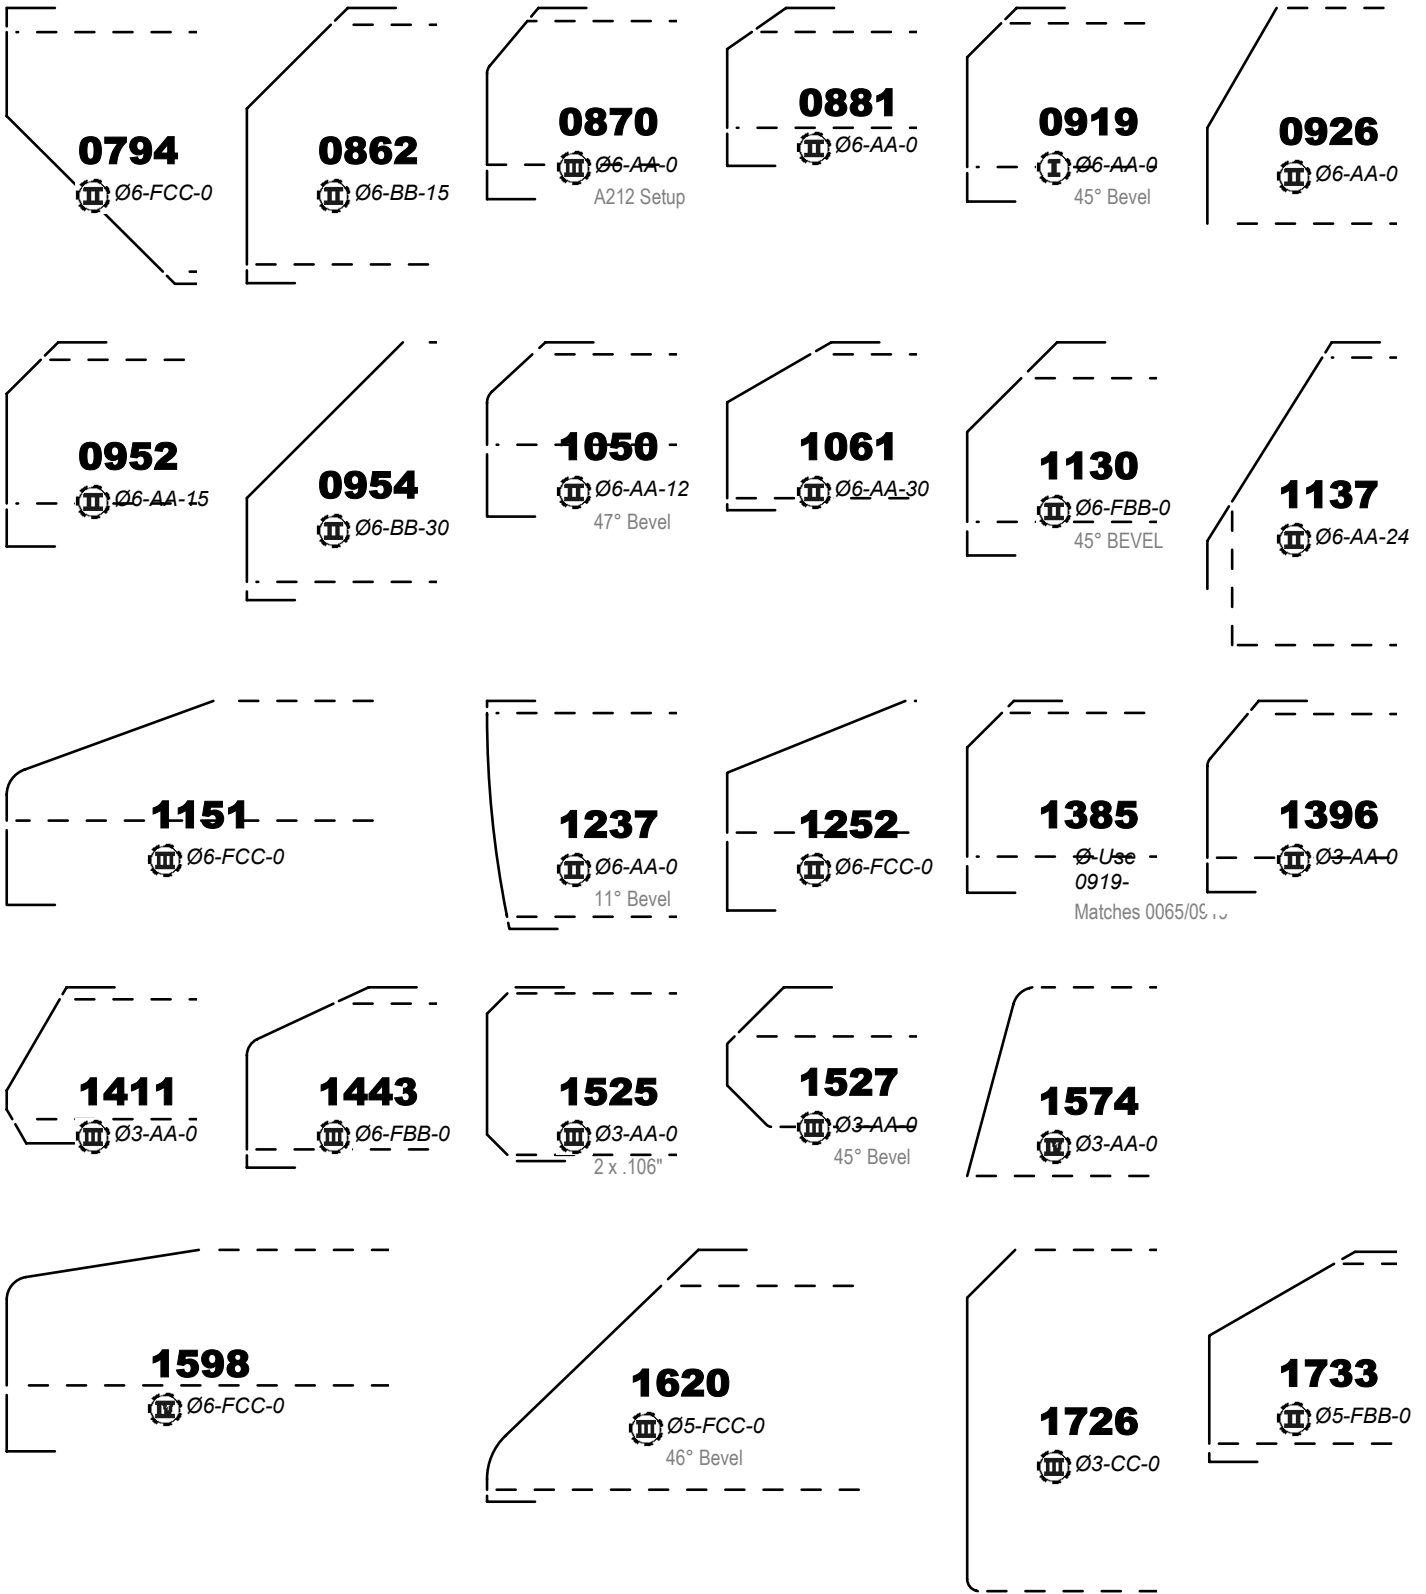 0794
II Ø6-FCC-0
0862
II Ø6-BB-15
0870
III Ø6-AA-0
A212 Setup
0881
II Ø6-AA-0
0919
I Ø6-AA-0
45° Bevel
0926
II Ø6-AA-0
0952
II Ø6-AA-15
0954
II Ø6-BB-30
1050
II Ø6-AA-12
47° Bevel
1061
II Ø6-AA-30
1130
II Ø6-FBB-0
45° BEVEL
1137
II Ø6-AA-24
1151
III Ø6-FCC-0
1237
II Ø6-AA-0
11° Bevel
1252
II Ø6-FCC-0
1385
Ø-Use
0919-
Matches
1396
II Ø3-AA-0
1411
III Ø3-AA-0
1443
III Ø6-FBB-0
1525
III Ø3-AA-0
2 x .106"
1527
III Ø3-AA-0
45° Bevel
1574
IV Ø3-AA-0
1598
IV Ø6-FCC-0
1620
III Ø5-FCC-0
46° Bevel
1726
III Ø3-CC-0
1733
II Ø5-FBB-0